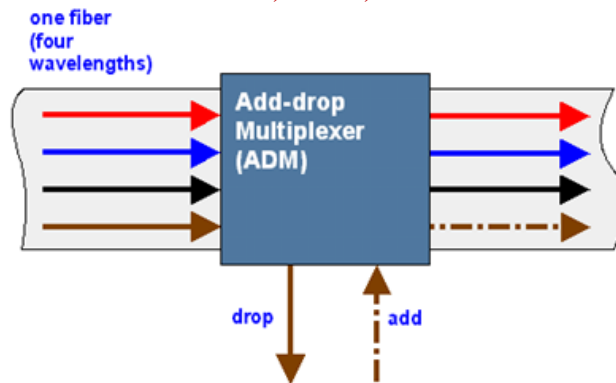 one fiber
(four
wavelengths)
Add-drop
Multiplexer
(ADM)
drop
add